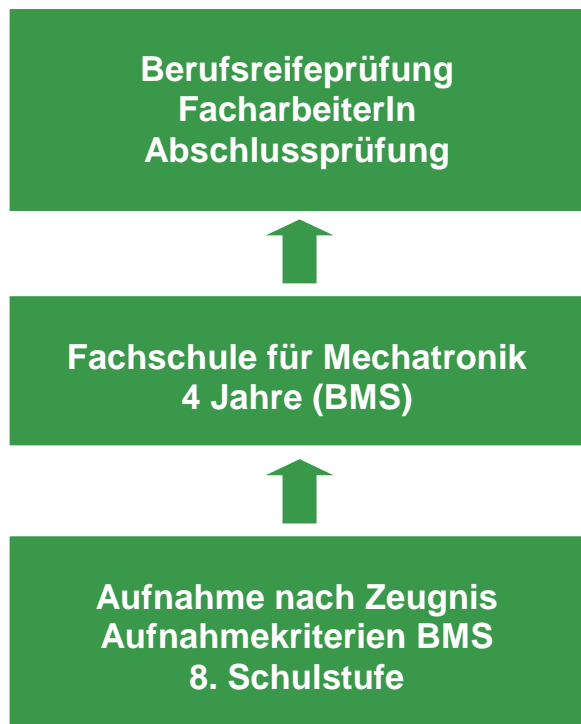 Berufsreifeprüfung
FacharbeiterIn
Abschlussprüfung
Fachschule für Mechatronik
4 Jahre (BMS)
Aufnahme nach Zeugnis
Aufnahmekriterien BMS
8. Schulstufe